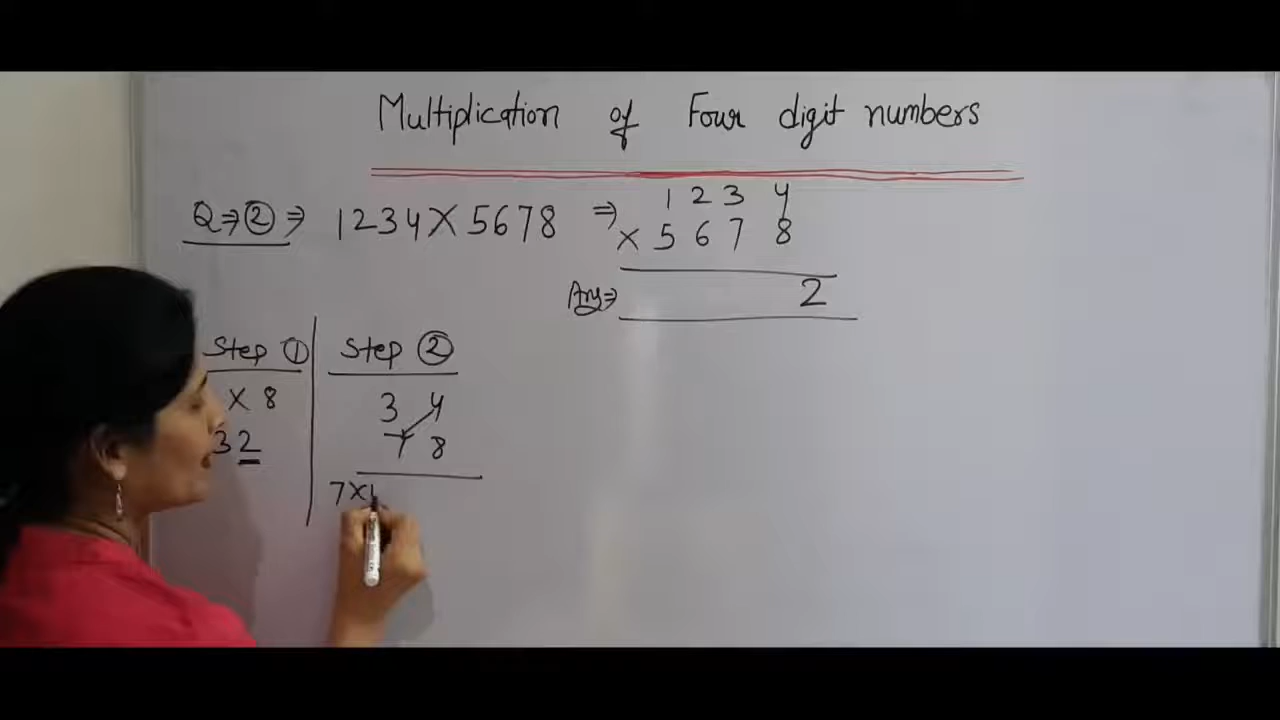 Multiplication of Four digit numbers
Q⇒②⇒ 1234×5678 ⇒ 1 2 3 4
× 5 6 7 8
Ans⇒ 2
Step ① Step ②
× 8 3 4
32 7 8
7×